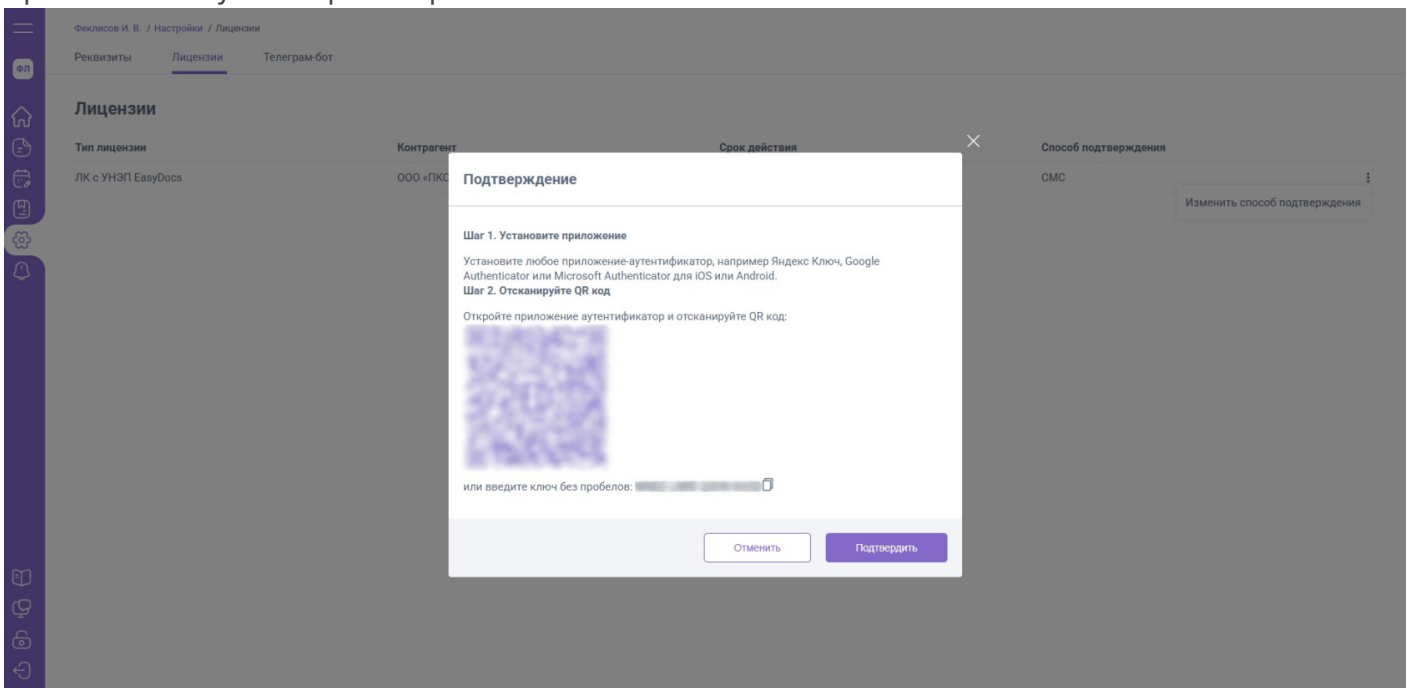 Феклисов И. В. / Настройки / Лицензии
ФЛ
Реквизиты Лицензии Телеграм-бот
Лицензии
Тип лицензии Контрагент Срок действия Способ подтверждения
ЛК с УНЭП EasyDocs ООО «ПКС СМС
Изменить способ подтверждения
Подтверждение
Шаг 1. Установите приложение
Установите любое приложение-аутентификатор, например Яндекс Ключ, Google
Authenticator или Microsoft Authenticator для iOS или Android.
Шаг 2. Отсканируйте QR код
Откройте приложение аутентификатор и отсканируйте QR код:
или введите ключ без пробелов:
Отменить Подтвердить